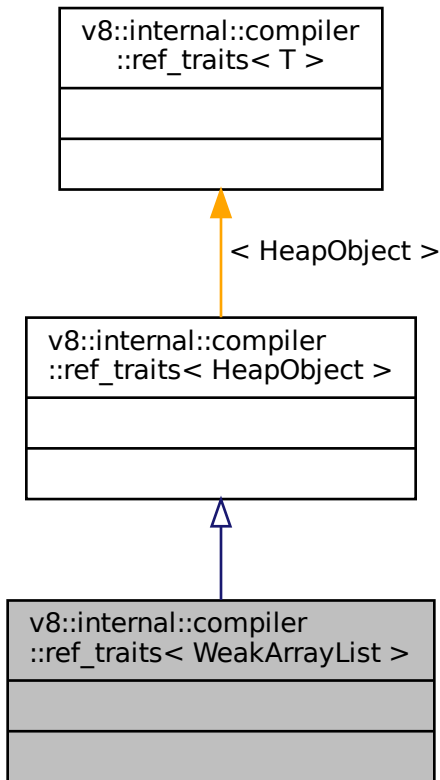 v8::internal::compiler
::ref_traits< T >
< HeapObject >
v8::internal::compiler
::ref_traits< HeapObject >
v8::internal::compiler
::ref_traits< WeakArrayList >